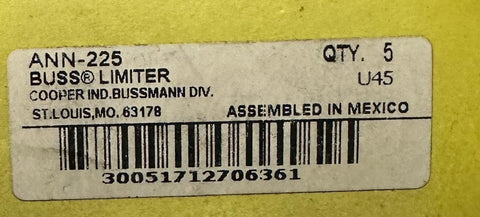 ANN-225 QTY. 5
BUSS® LIMITER U45
COOPER IND.BUSSMANN DIV.
ST.LOUIS,MO. 63178 ASSEMBLED IN MEXICO
30051712706361